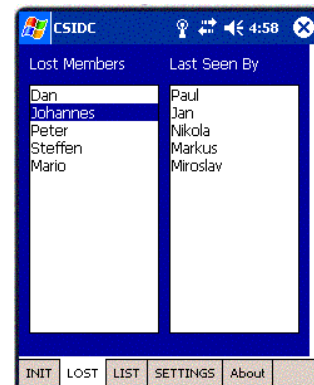 CSIDC 4:58
Lost Members Last Seen By
Dan Paul
Johannes Jan
Peter Nikola
Steffen Markus
Mario Miroslav
INIT LOST LIST SETTINGS About